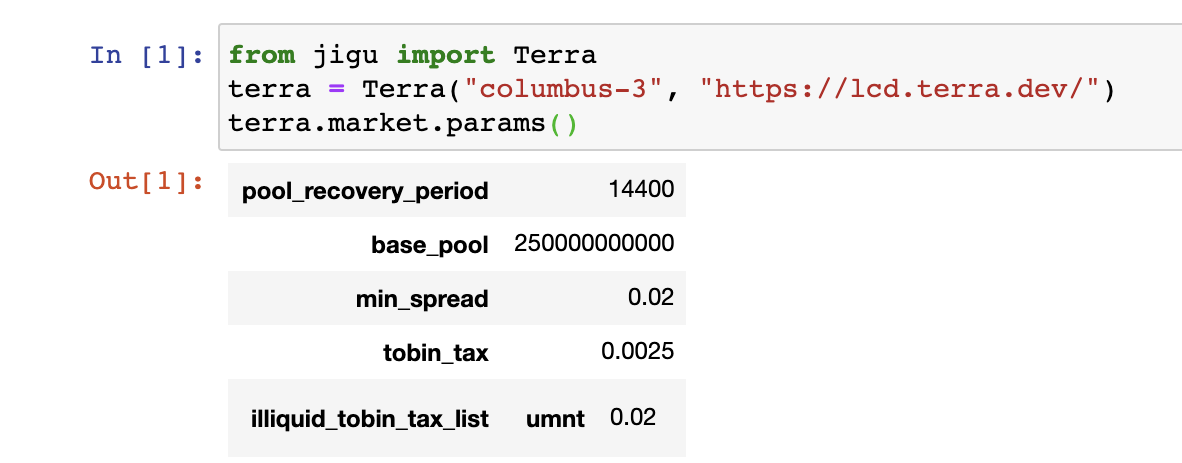 In [1]: from jigu import Terra
terra = Terra("columbus-3", "https://lcd.terra.dev/")
terra.market.params()
Out[1]:
pool_recovery_period 14400
base_pool 250000000000
min_spread 0.02
tobin_tax 0.0025
illiquid_tobin_tax_list umnt 0.02